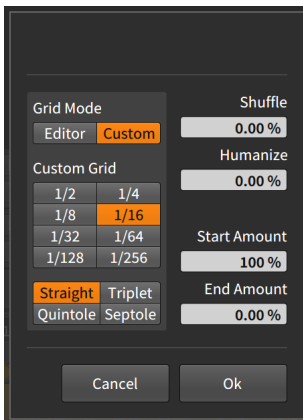 Grid Mode
Editor Custom
Custom Grid
1/2 1/4
1/8 1/16
1/32 1/64
1/128 1/256
Straight Triplet
Quintole Septole
Shuffle
0.00 %
Humanize
0.00 %
Start Amount
100 %
End Amount
0.00 %
Cancel Ok